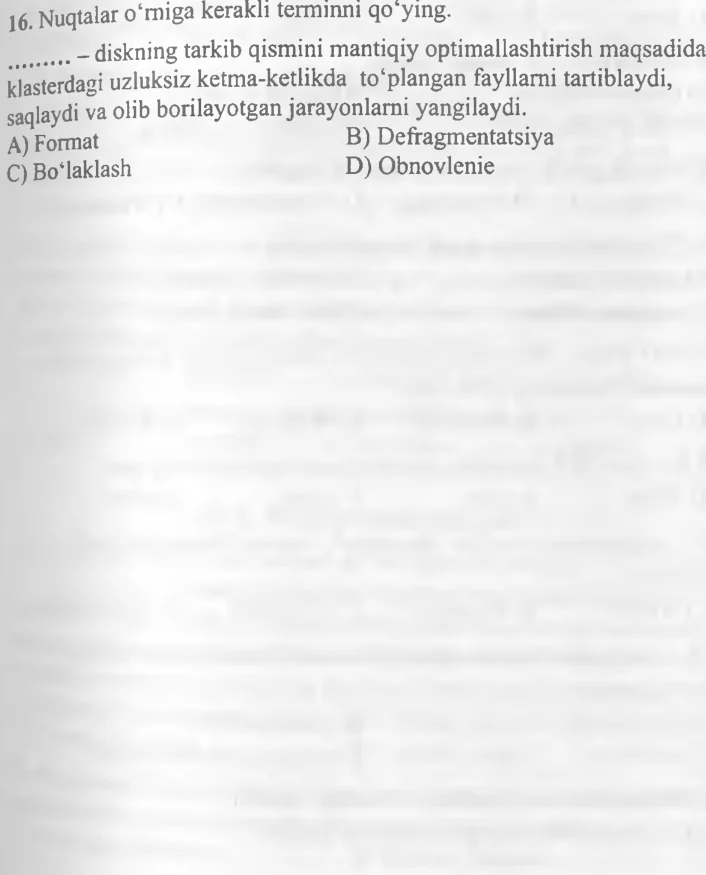 16. Nuqtalar o‘rniga kerakli terminni qo‘ying.
......... – diskning tarkib qismini mantiqiy optimallashtirish maqsadida
klasterdagi uzluksiz ketma-ketlikda to‘plangan fayllarni tartiblaydi,
saqlaydi va olib borilayotgan jarayonlarni yangilaydi.
A) Format B) Defragmentatsiya
C) Bo‘laklash D) Obnovlenie